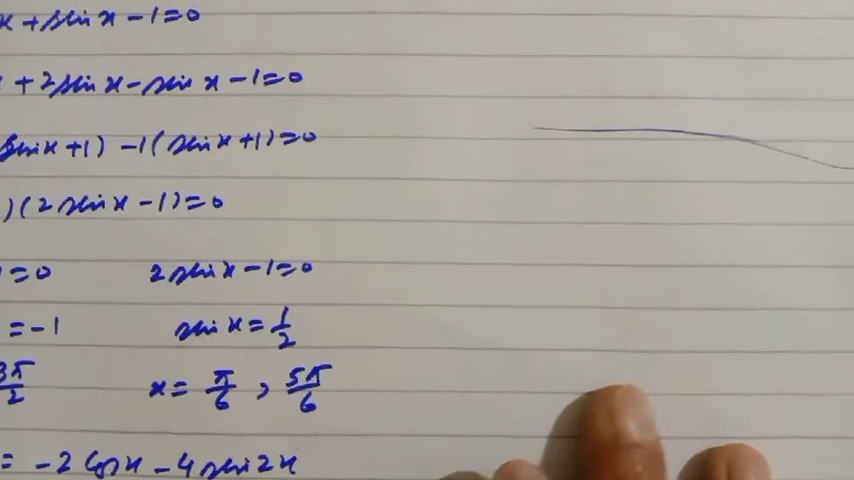 x + sin x - 1 = 0
+ 2 sin x - sin x - 1 = 0
sin x + 1) - 1 (sin x + 1) = 0
) (2 sin x - 1) = 0
= 0 2 sin x - 1 = 0
= -1 sin x = 1/2
3π/2 x = π/6 , 5π/6
= -2 cos x - 4 sin 2x